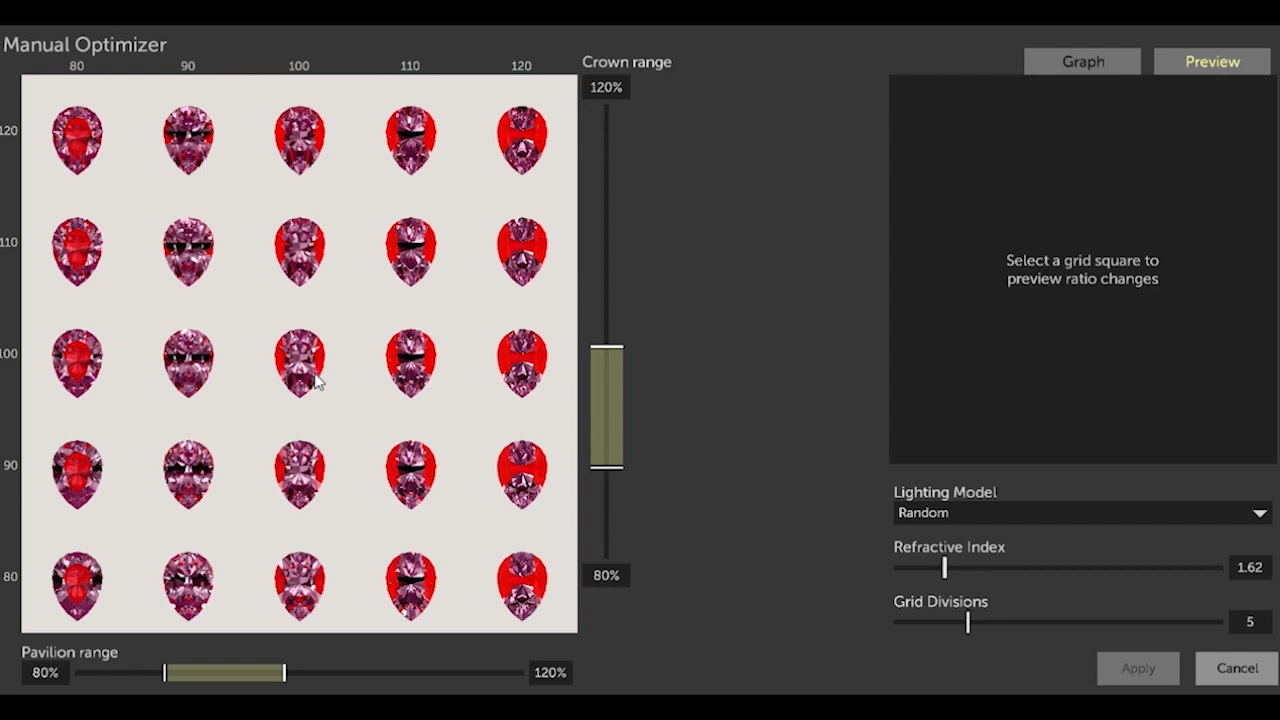 Manual Optimizer
80 90 100 110 120
Crown range
120%
Graph
Preview
120
110
100
90
80
Select a grid square to
preview ratio changes
80%
Lighting Model
Random
Refractive Index
1.62
Grid Divisions
5
Pavilion range
80%
120%
Apply
Cancel